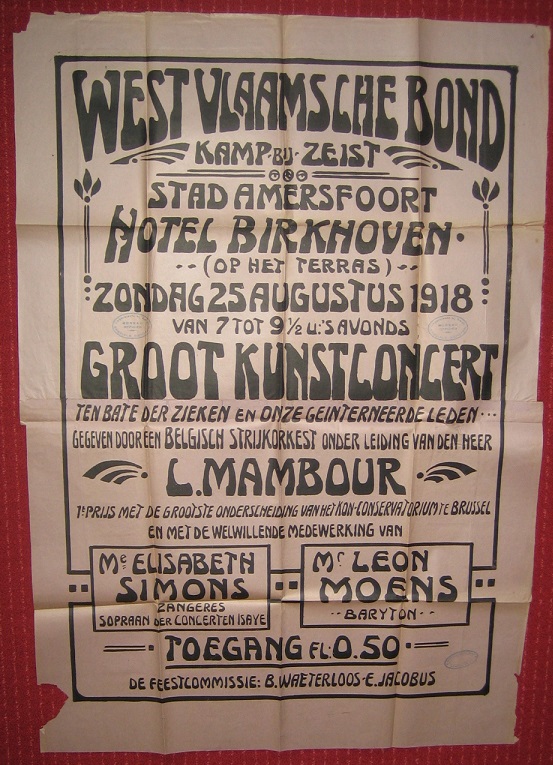 WESTVLAAMSCHE BOND
KAMP-BIJ-ZEIST
STAD AMERSFOORT
HOTEL BIRKHOVEN.
--(OP HET TERRAS)--
ZONDAG 25 AUGUSTUS 1918
VAN 7 TOT 9½ U:'S AVONDS
GROOT KUNSTCONCERT
TEN BATE DER ZIEKEN EN ONZE GEINTERNEERDE LEDEN...
GEGEVEN DOOR EEN BELGISCH STRIJKORKEST ONDER LEIDING VAN DEN HEER
L. MAMBOUR
1E PRIJS MET DE GROOTSTE ONDERSCHEIDING VAN HET KON-CONSERVATORIUM TE BRUSSEL
EN MET DE WELWILLENDE MEDEWERKING VAN
ME ELISABETH
SIMONS
ZANGERES
SOPRAAN DER CONCERTEN ISAYE
MR LEON
MOENS
--BARYTON--
TOEGANG FL: 0.50
DE FEESTCOMMISSIE: B. WAETERLOOS-E. JACOBUS